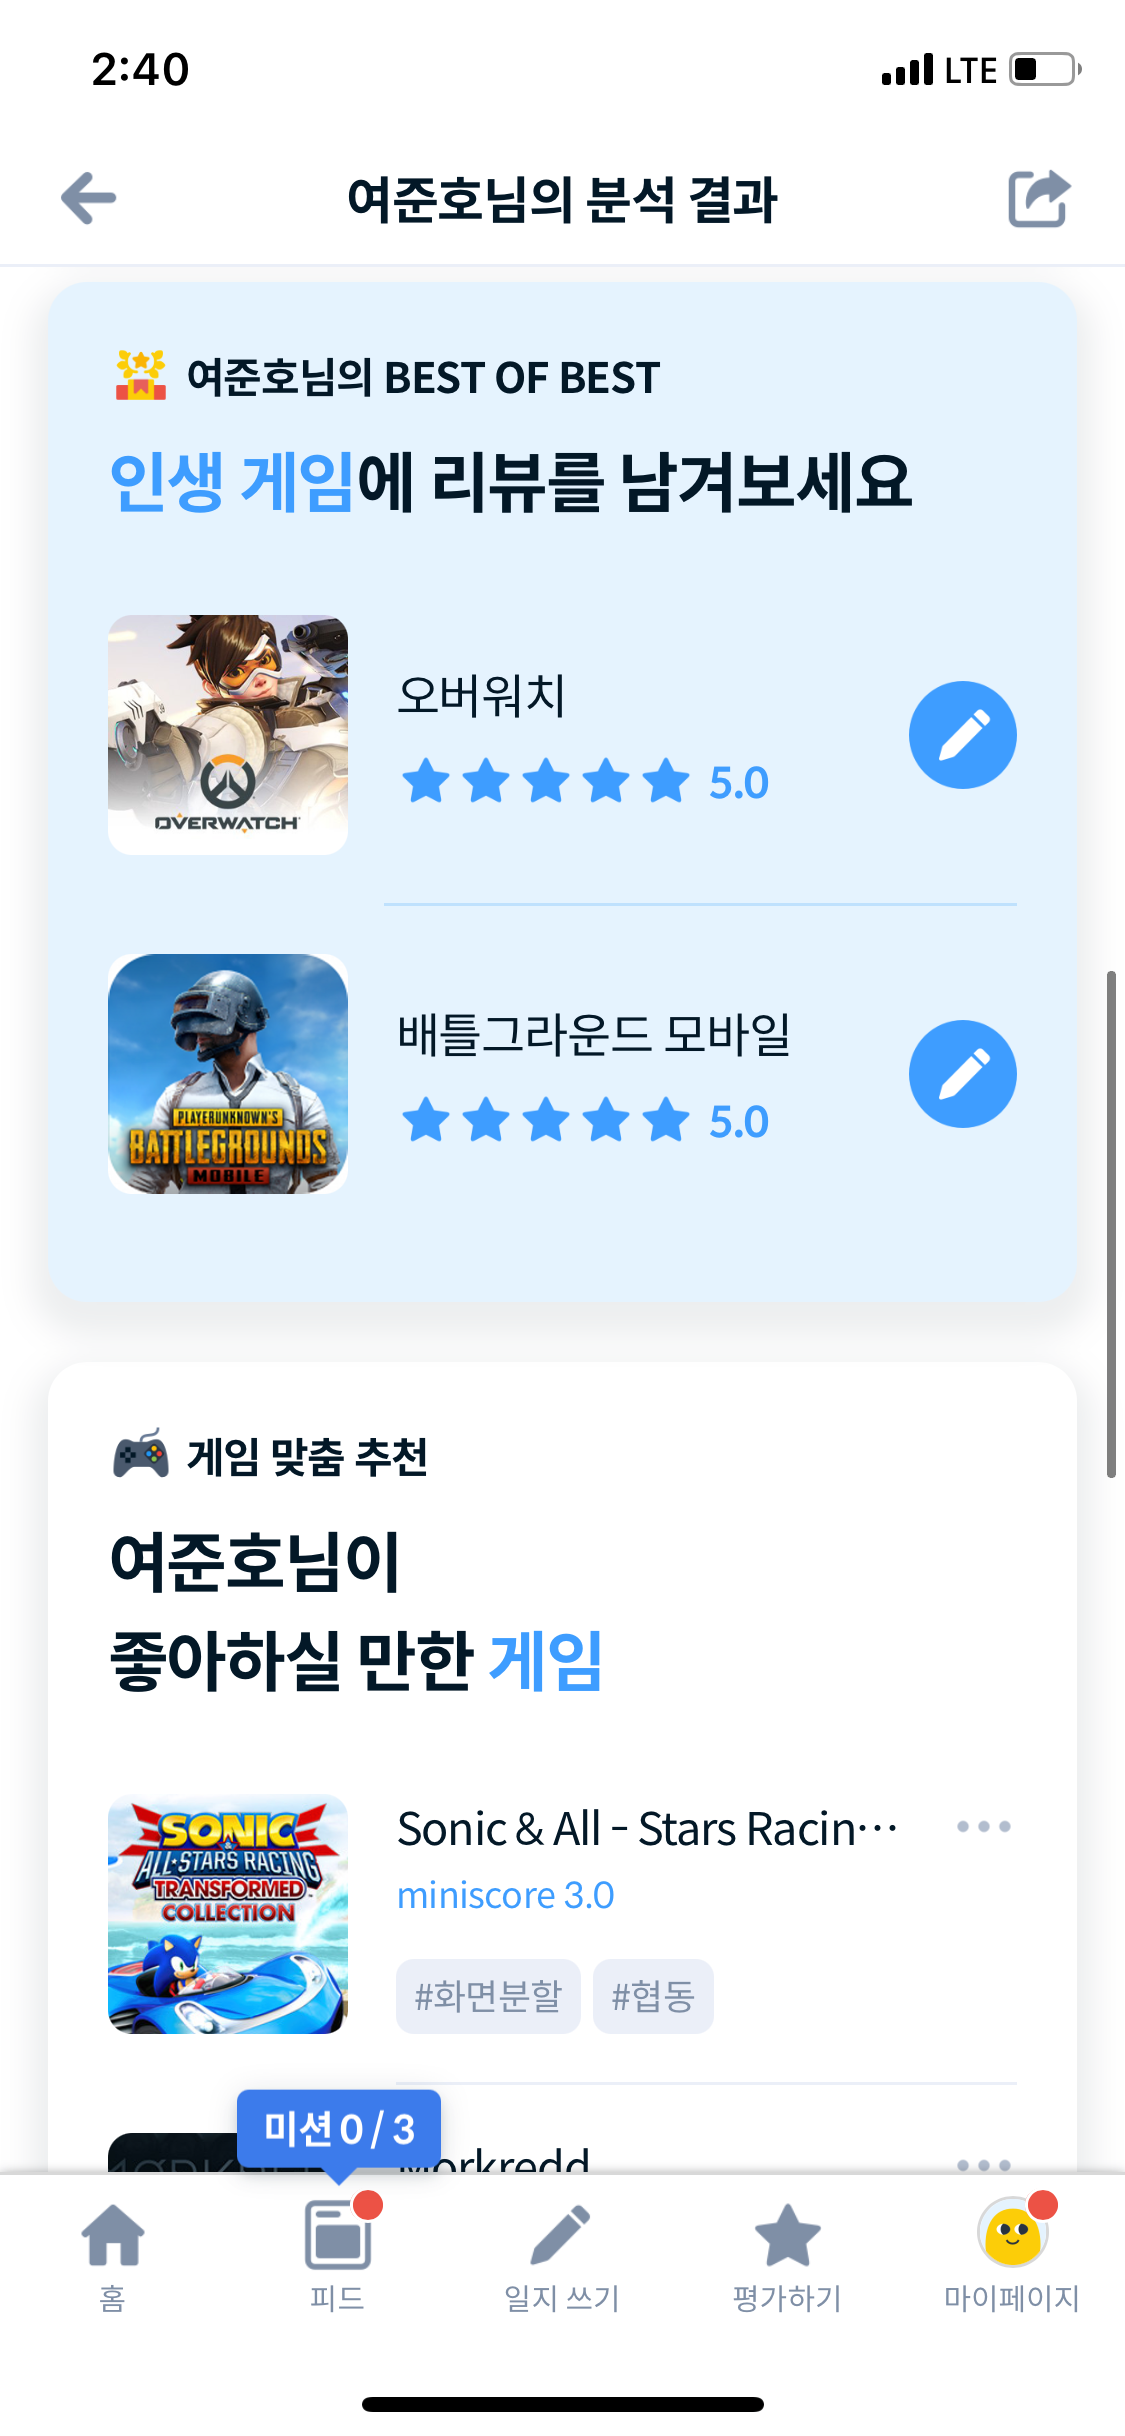 2:40
LTE
여준호님의 분석 결과
여준호님의 BEST OF BEST
인생 게임에 리뷰를 남겨보세요
오버워치
5.0
OVERWATCH
배틀그라운드 모바일
5.0
PLAYERUNKNOWN'S
BATTLEGROUNDS
MOBILE
게임 맞춤 추천
여준호님이
좋아하실 만한 게임
SONIC
&
ALL★STARS RACING
TRANSFORMED
COLLECTION
Sonic & All - Stars Racin···
miniscore 3.0
#화면분할 #협동
미션 0 / 3
Morkredd
홈
피드
일지 쓰기
평가하기
마이페이지